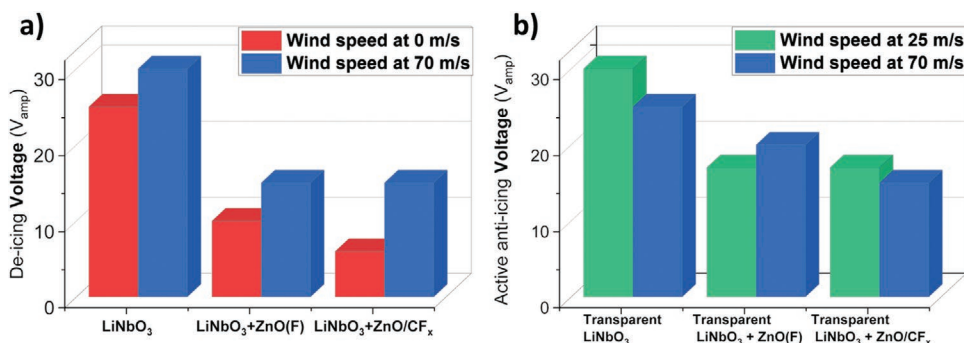 a)
Wind speed at 0 m/s
Wind speed at 70 m/s
De-icing Voltage (Vamp)
30
20
10
0
LiNbO3
LiNbO3+ZnO(F)
LiNbO3+ZnO/CFx
b)
Wind speed at 25 m/s
Wind speed at 70 m/s
Active anti-icing Voltage (Vamp)
30
20
10
0
Transparent
LiNbO3
Transparent
LiNbO3 + ZnO(F)
Transparent
LiNbO3 + ZnO/CFx